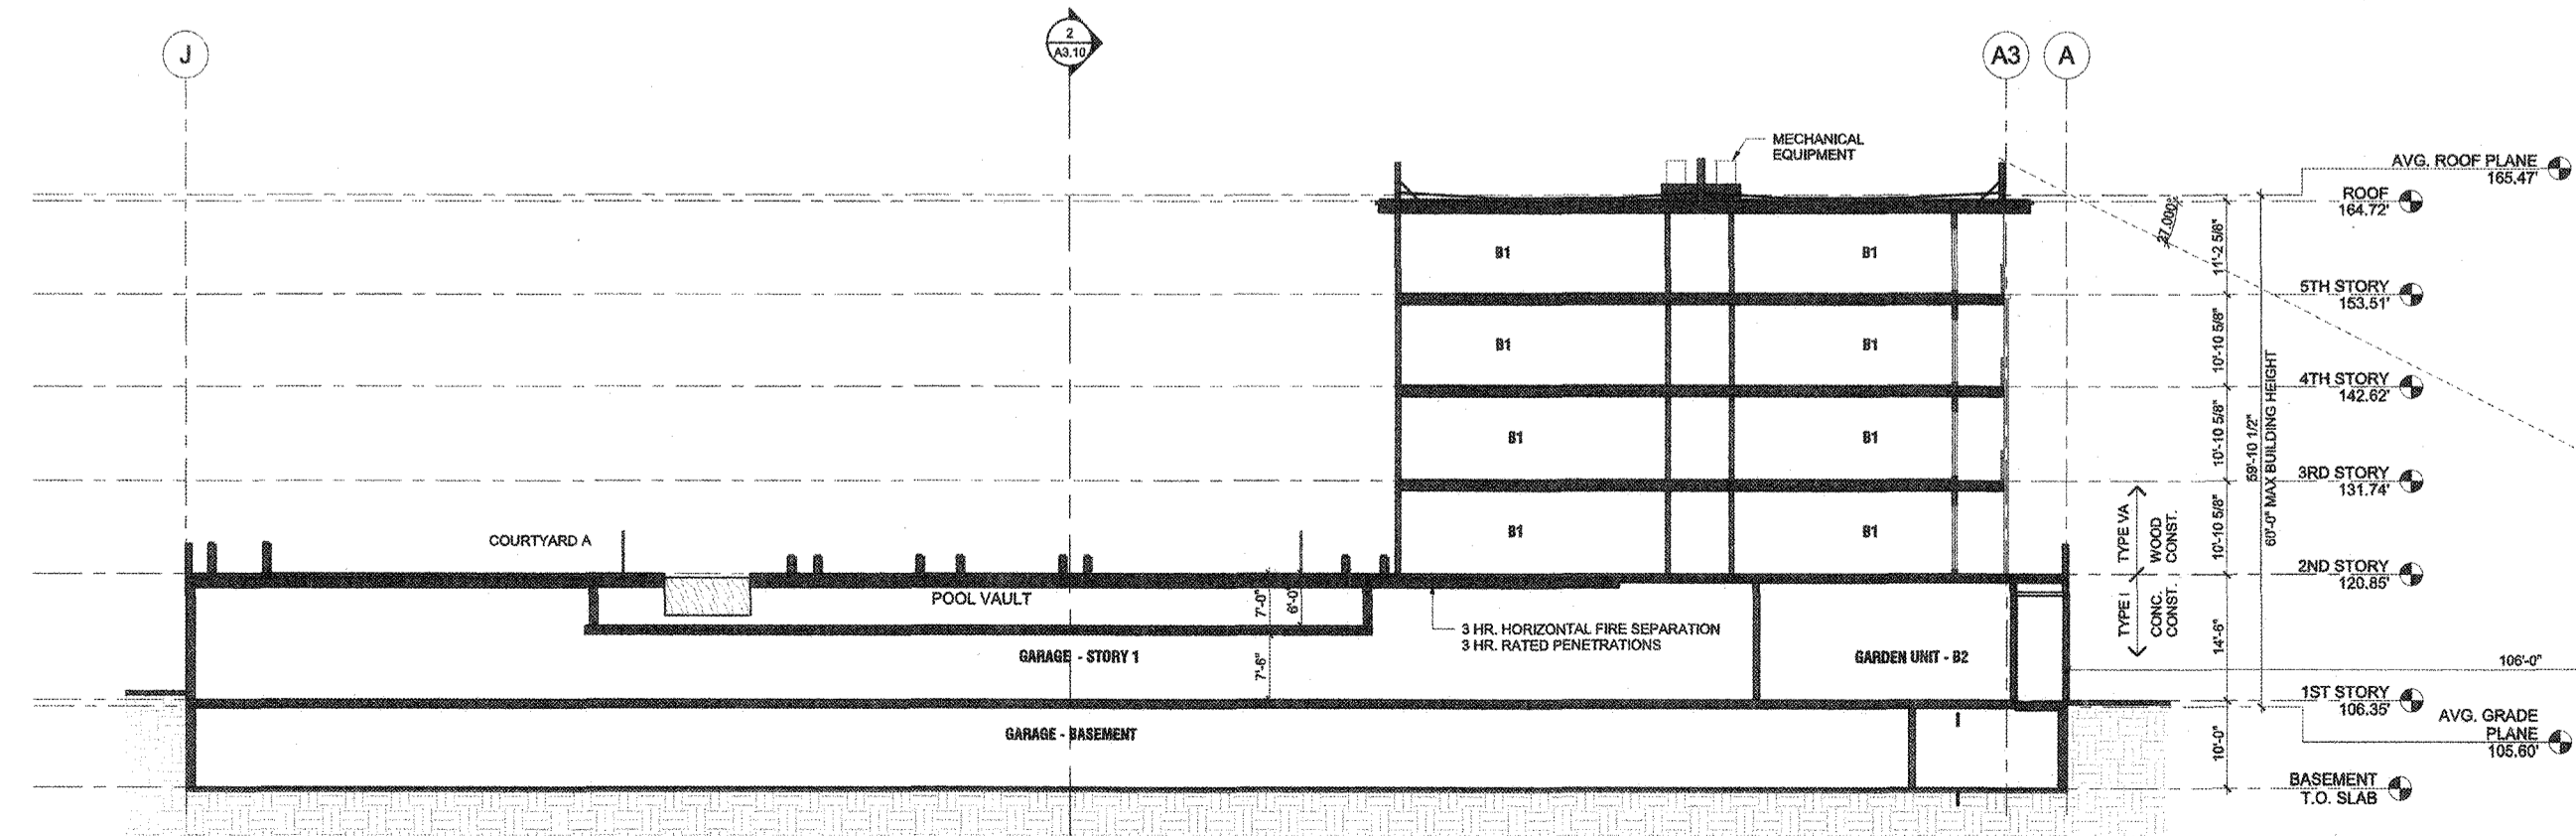 J
2
A3.10
A3
A
MECHANICAL
EQUIPMENT
AVG. ROOF PLANE
165.47'
ROOF
164.72'
27.000°
11'-2 5/8"
B1
B1
5TH STORY
153.51'
10'-10 5/8"
B1
B1
4TH STORY
142.62'
10'-10 5/8"
59'-10 1/2"
60'-0" MAX BUILDING HEIGHT
B1
B1
3RD STORY
131.74'
10'-10 5/8"
TYPE VA
WOOD
CONST.
B1
B1
COURTYARD A
2ND STORY
120.85'
POOL VAULT
7'-0"
6'-0"
TYPE I
CONC.
CONST.
14'-6"
3 HR. HORIZONTAL FIRE SEPARATION
3 HR. RATED PENETRATIONS
GARAGE - STORY 1
7'-6"
GARDEN UNIT - B2
106'-0"
1ST STORY
106.35'
AVG. GRADE
PLANE
105.60'
GARAGE - BASEMENT
10'-0"
BASEMENT
T.O. SLAB